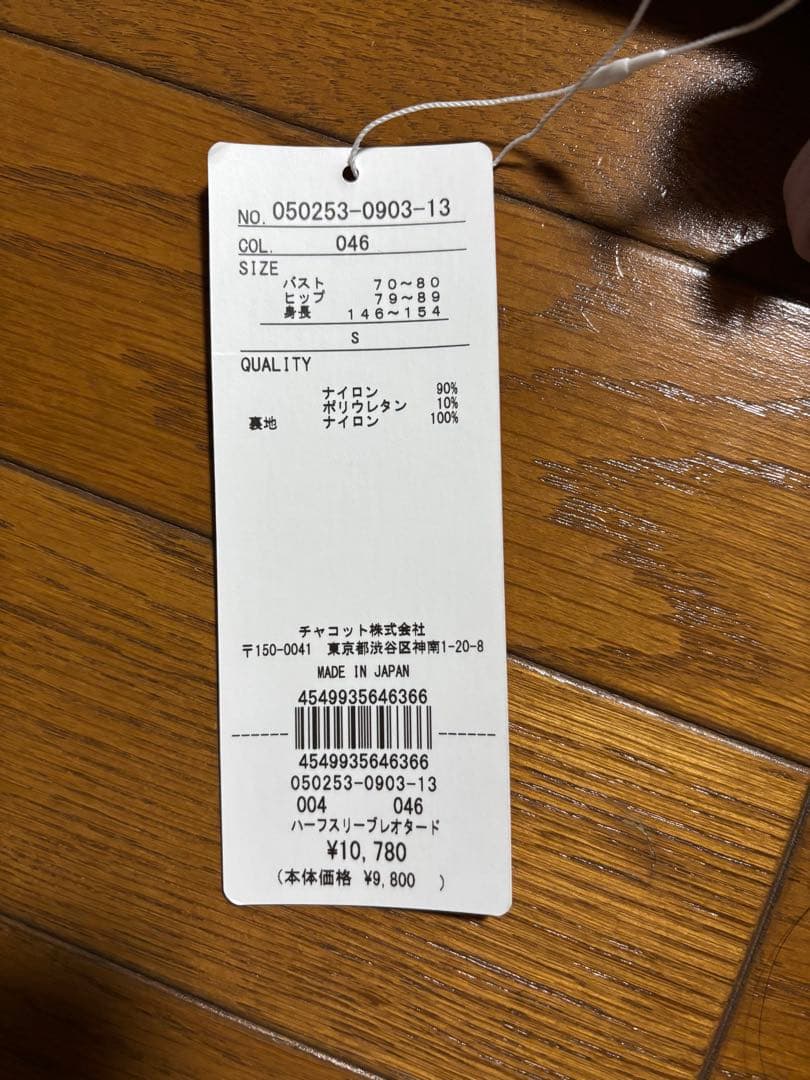 NO. 050253-0903-13
COL. 046
SIZE
バスト 70～80
ヒップ 79～89
身長 146～154
S
QUALITY
ナイロン 90%
ポリウレタン 10%
裏地 ナイロン 100%
チャコット株式会社
〒150-0041 東京都渋谷区神南1-20-8
MADE IN JAPAN
4549935646366
4549935646366
050253-0903-13
004 046
ハーフスリーブレオタード
¥10,780
(本体価格 ¥9,800 )